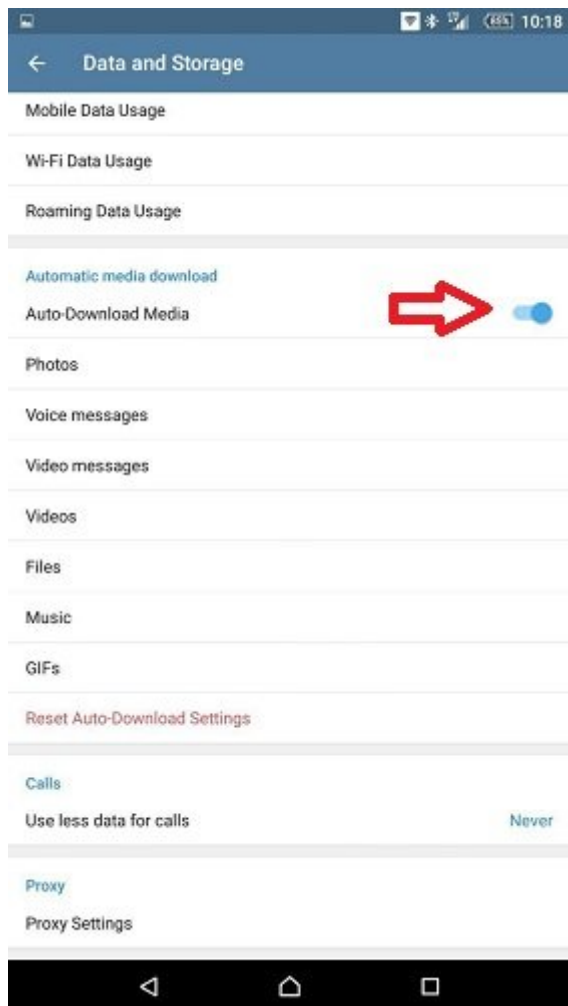 10:18
Data and Storage
Mobile Data Usage
Wi-Fi Data Usage
Roaming Data Usage
Automatic media download
Auto-Download Media
Photos
Voice messages
Video messages
Videos
Files
Music
GIFs
Reset Auto-Download Settings
Calls
Use less data for calls
Never
Proxy
Proxy Settings